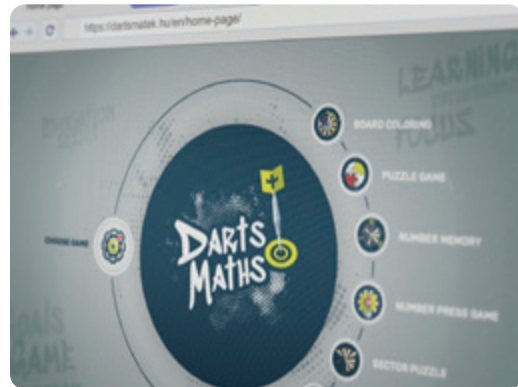 https://dartsmatek.hu/en/home-page/
LEARNING
FOCUS
BOARD COLORING
PUZZLE GAME
CHOOSE GAME
NUMBER MEMORY
DARTS
MATHS
NUMBER PRESS GAME
GAME
SECTOR PUZZLE